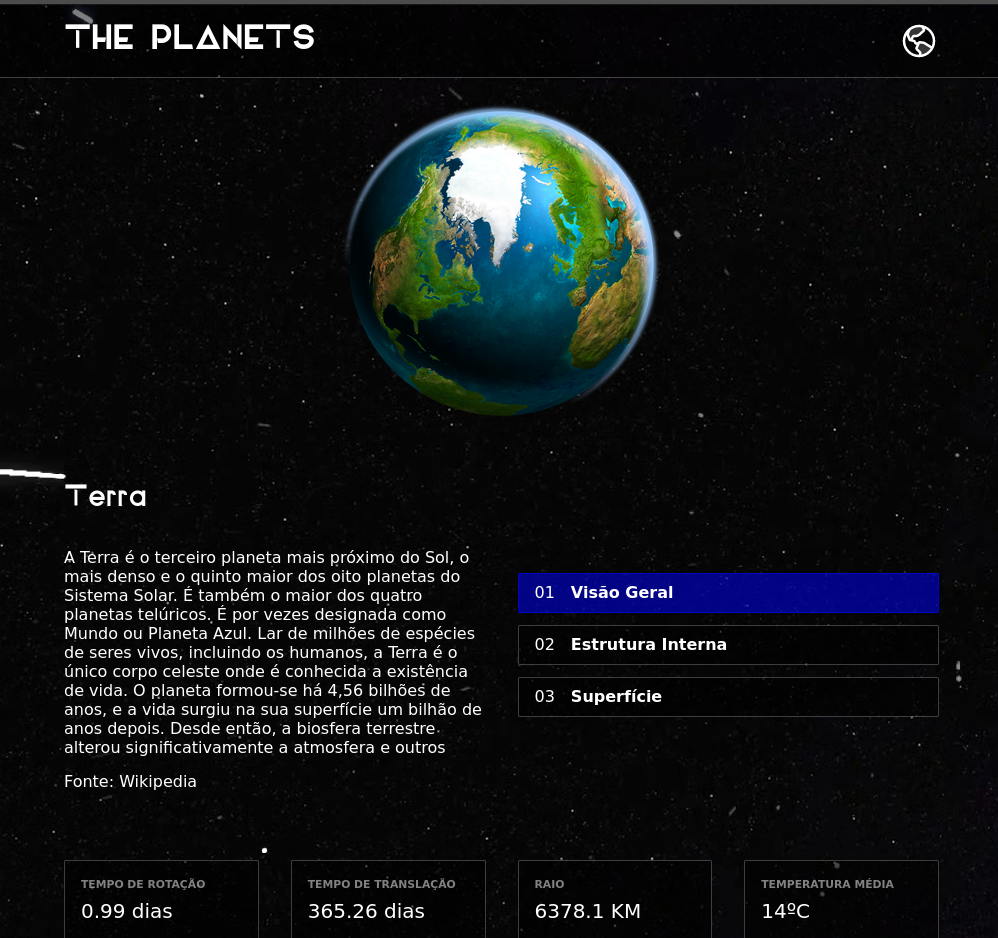 THE PLANETS
Terra
A Terra é o terceiro planeta mais próximo do Sol, o
mais denso e o quinto maior dos oito planetas do
Sistema Solar. É também o maior dos quatro
planetas telúricos. É por vezes designada como
Mundo ou Planeta Azul. Lar de milhões de espécies
de seres vivos, incluindo os humanos, a Terra é o
único corpo celeste onde é conhecida a existência
de vida. O planeta formou-se há 4,56 bilhões de
anos, e a vida surgiu na sua superfície um bilhão de
anos depois. Desde então, a biosfera terrestre
alterou significativamente a atmosfera e outros
Fonte: Wikipedia
01 Visão Geral
02 Estrutura Interna
03 Superfície
TEMPO DE ROTAÇÃO
0.99 dias
TEMPO DE TRANSLAÇÃO
365.26 dias
RAIO
6378.1 KM
TEMPERATURA MÉDIA
14ºC